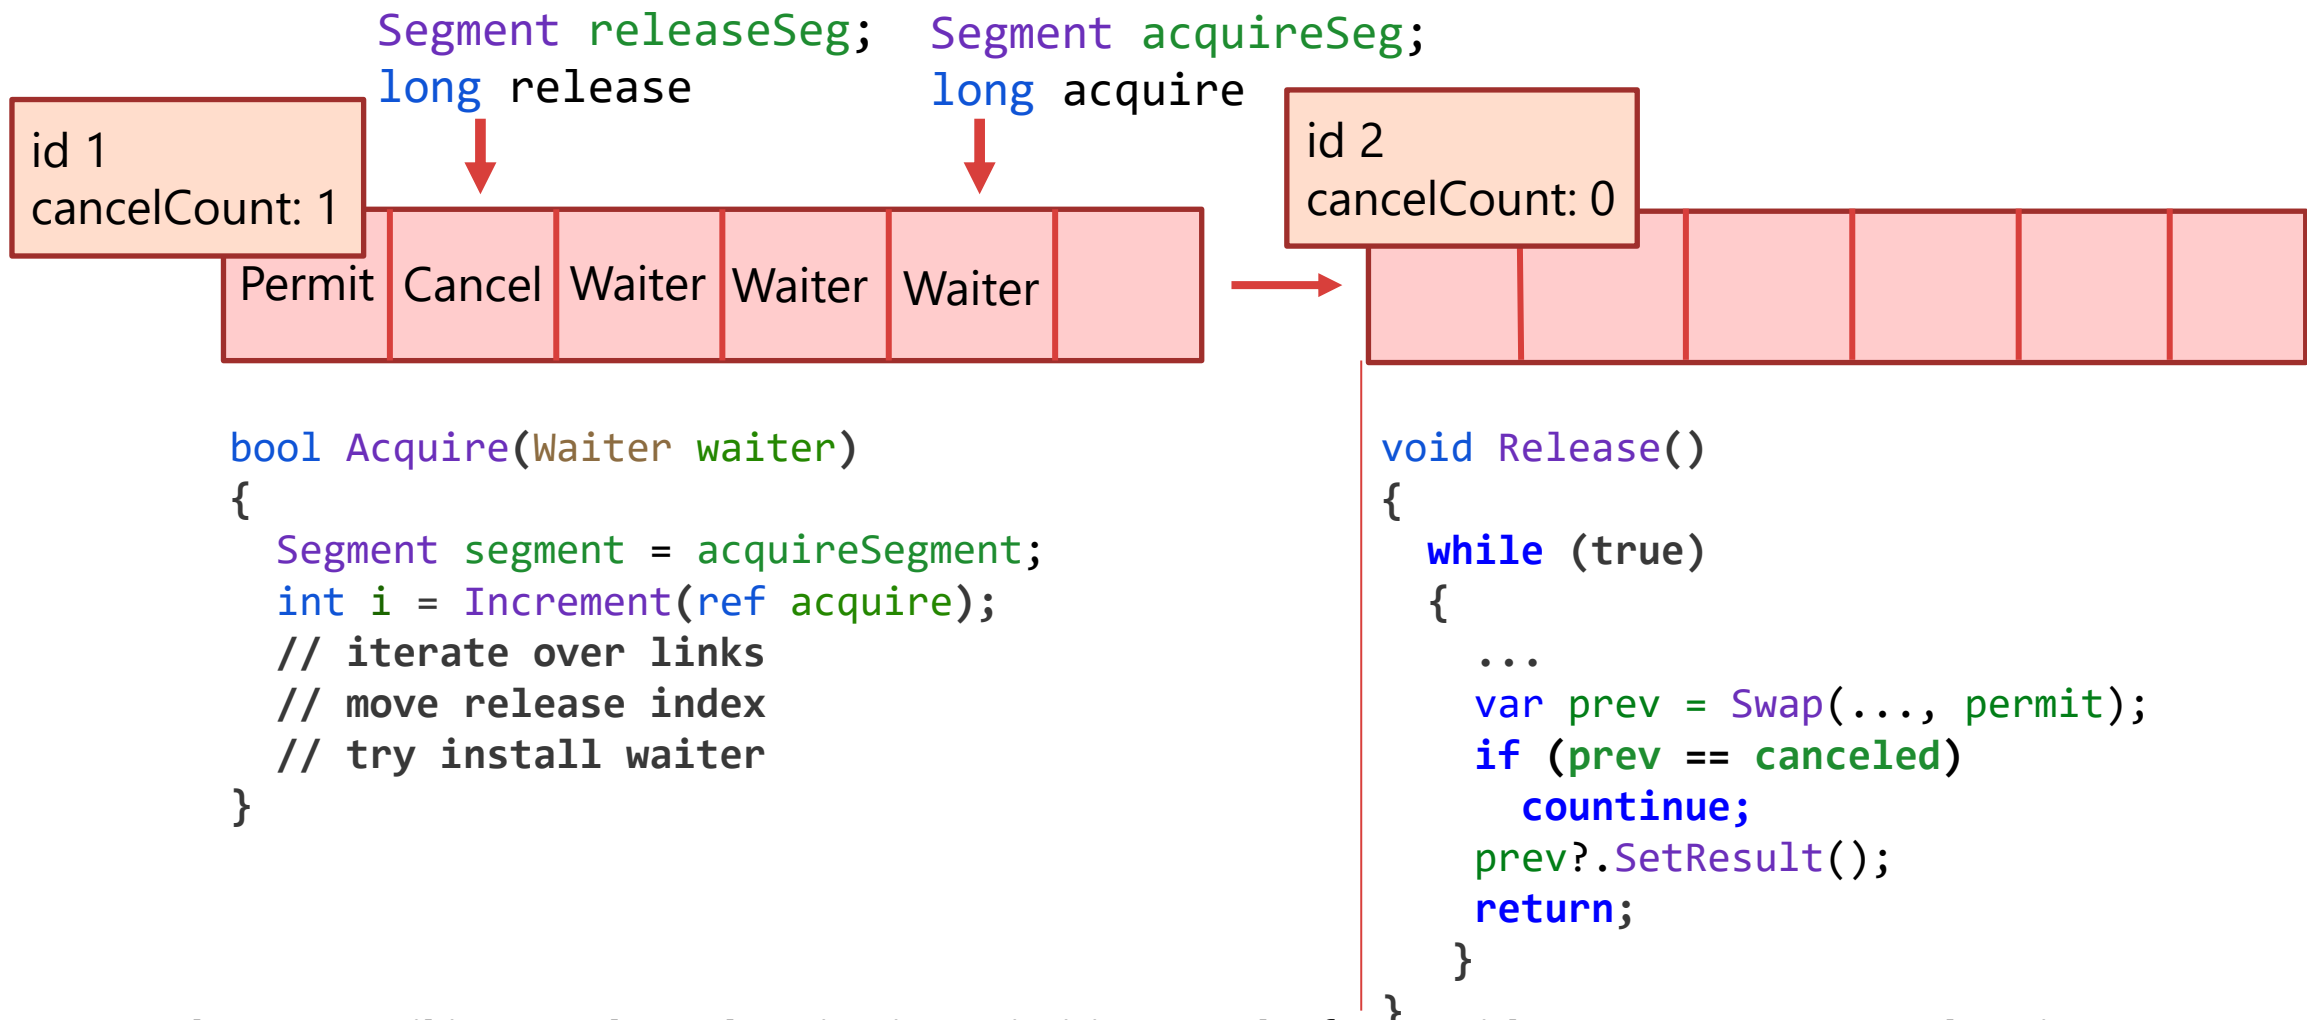 Segment releaseSeg;
long release
Segment acquireSeg;
long acquire
id 1
cancelCount: 1
id 2
cancelCount: 0
Permit
Cancel
Waiter
Waiter
Waiter
bool Acquire(Waiter waiter)
{
Segment segment = acquireSegment;
int i = Increment(ref acquire);
// iterate over links
// move release index
// try install waiter
}
void Release()
{
while (true)
{
...
var prev = Swap(..., permit);
if (prev == canceled)
countinue;
prev?.SetResult();
return;
}
}